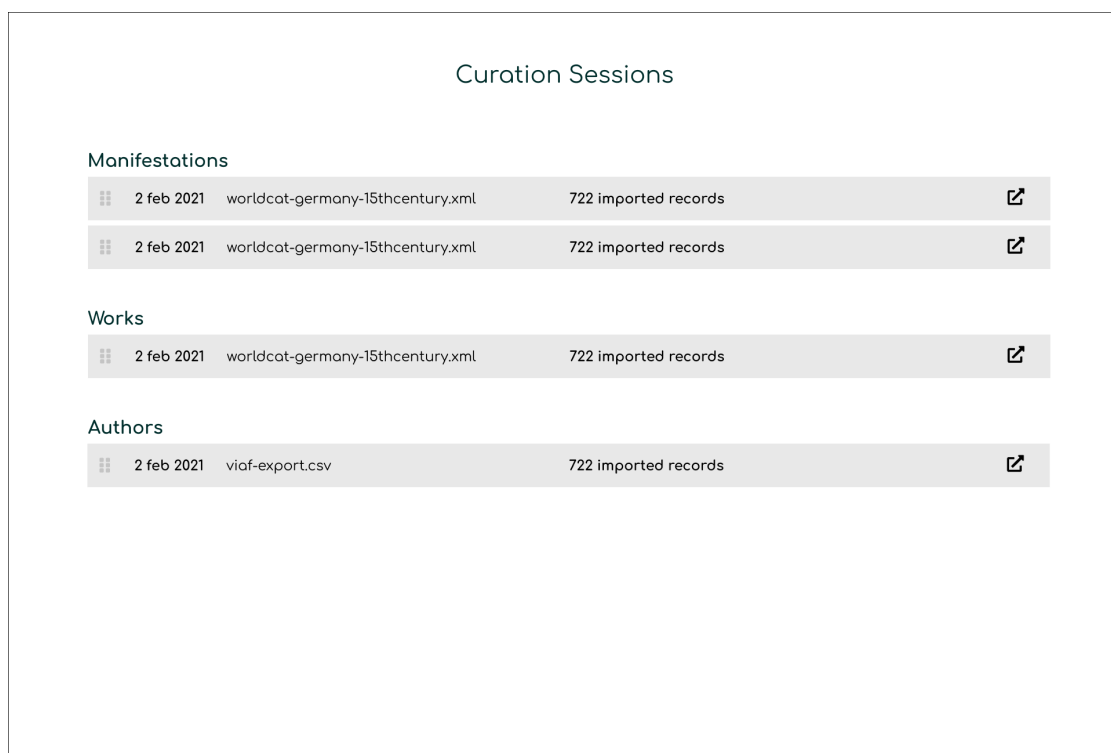 Curation Sessions
Manifestations
2 feb 2021 worldcat-germany-15thcentury.xml 722 imported records
2 feb 2021 worldcat-germany-15thcentury.xml 722 imported records
Works
2 feb 2021 worldcat-germany-15thcentury.xml 722 imported records
Authors
2 feb 2021 viaf-export.csv 722 imported records